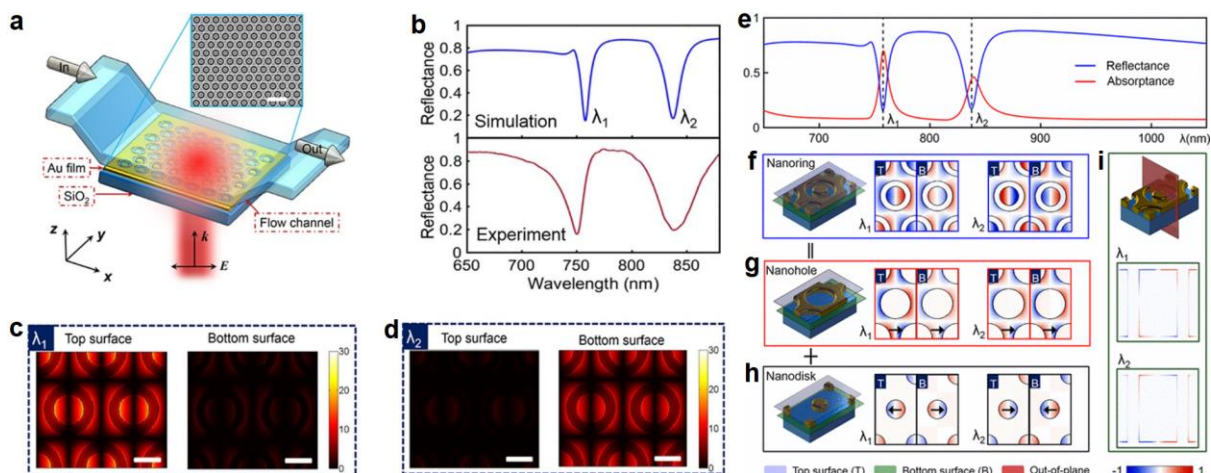 a
In
Out
Au film
SiO2
Flow channel
z
y
x
k
E
b
1
0.8
0.6
0.4
0.2
0
Reflectance
Simulation
λ1
λ2
1
0.8
0.6
0.4
0.2
0
Reflectance
Experiment
650
700
750
800
850
Wavelength (nm)
c
λ1
Top surface
Bottom surface
30
20
10
0
d
λ2
Top surface
Bottom surface
30
20
10
0
e
1
0.5
0
Reflectance
Absorptance
λ1
λ2
700
800
900
1000
λ(nm)
f
Nanoring
T
B
λ1
T
B
λ2
=
g
Nanohole
T
B
λ1
T
B
λ2
+
h
Nanodisk
T
B
λ1
T
B
λ2
i
λ1
λ2
Top surface (T)
Bottom surface (B)
Out-of-plane
-1
1